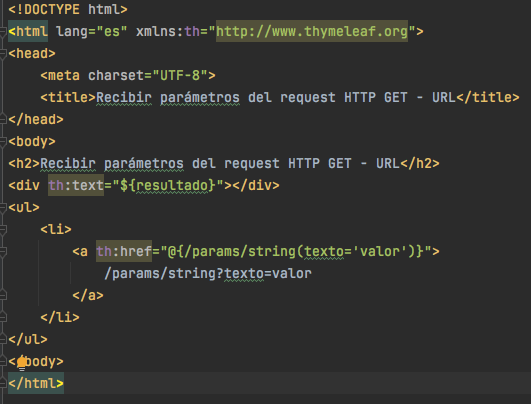 <!DOCTYPE html>
<html lang="es" xmlns:th="http://www.thymeleaf.org">
<head>
    <meta charset="UTF-8">
    <title>Recibir parámetros del request HTTP GET - URL</title>
</head>
<body>
<h2>Recibir parámetros del request HTTP GET - URL</h2>
<div th:text="${resultado}"></div>
<ul>
    <li>
        <a th:href="@{/params/string(texto='valor')}">
            /params/string?texto=valor
        </a>
    </li>
</ul>
</body>
</html>